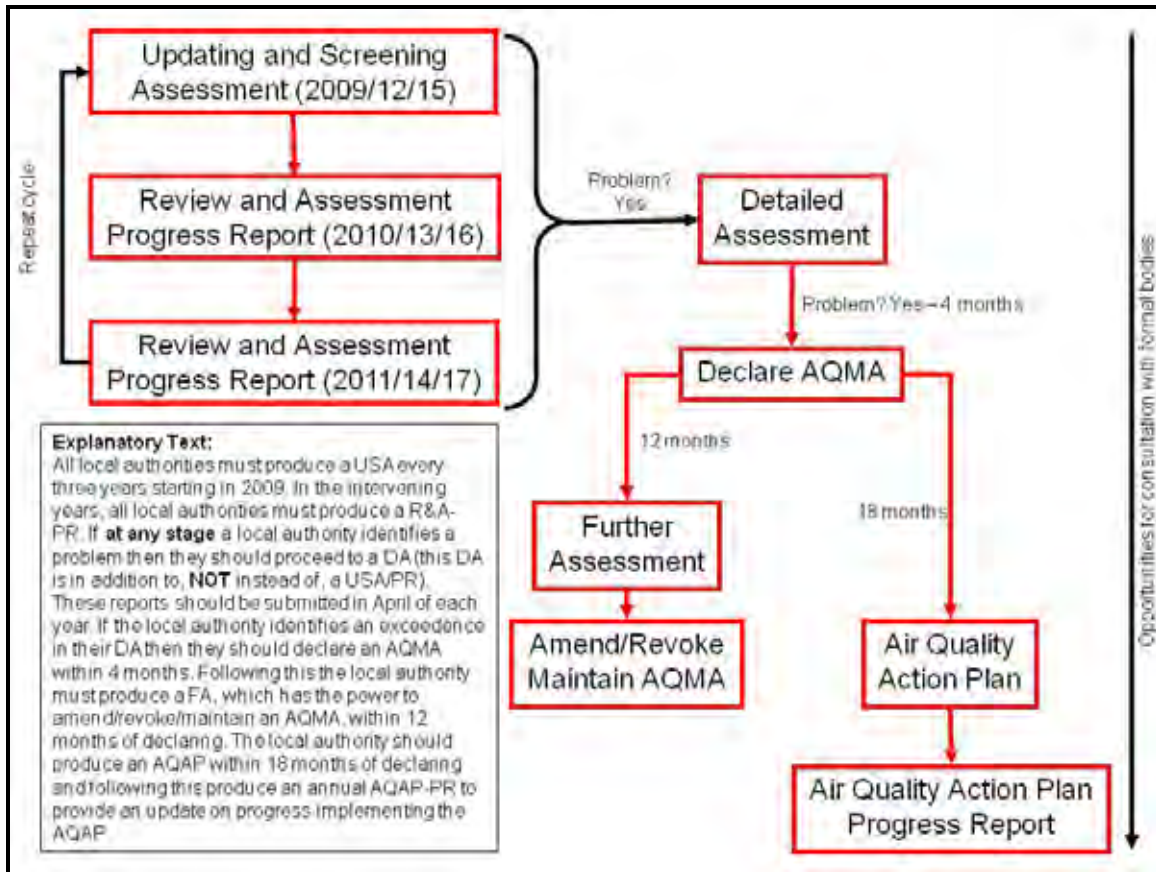 Updating and Screening
Assessment (2009/12/15)
Review and Assessment
Progress Report (2010/13/16)
Review and Assessment
Progress Report (2011/14/17)
Repeat cycle
Problem?
Yes
Detailed
Assessment
Problem? Yes – 4 months
Declare AQMA
12 months
Further
Assessment
Amend/Revoke
Maintain AQMA
18 months
Air Quality
Action Plan
Air Quality Action Plan
Progress Report
Opportunities for consultation with formal bodies
Explanatory Text:
All local authorities must produce a USA every
three years starting in 2009. In the intervening
years, all local authorities must produce a R&A-
PR. If at any stage a local authority identifies a
problem then they should proceed to a DA (this DA
is in addition to, NOT instead of, a USA/PR).
These reports should be submitted in April of each
year. If the local authority identifies an exceedence
in their DA then they should declare an AQMA
within 4 months. Following this the local authority
must produce a FA, which has the power to
amend/revoke/maintain an AQMA, within 12
months of declaring. The local authority should
produce an AQAP within 18 months of declaring
and following this produce an annual AQAP-PR to
provide an update on progress implementing the
AQAP